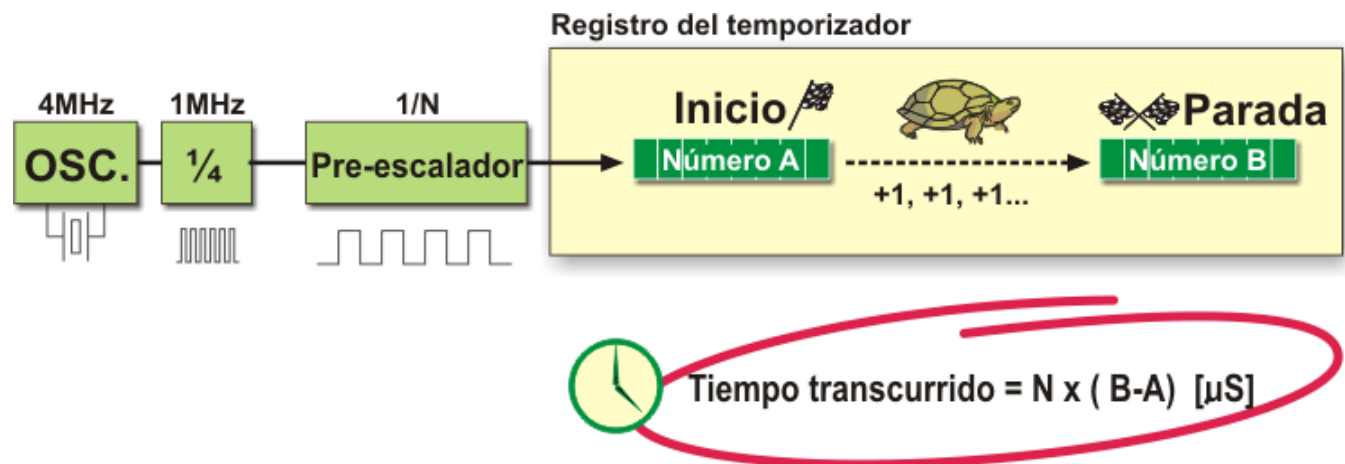 Registro del temporizador
4MHz
1MHz
1/N
OSC.
¼
Pre-escalador
Inicio
Parada
Número A
Número B
+1, +1, +1...
Tiempo transcurrido = N x ( B-A) [µS]